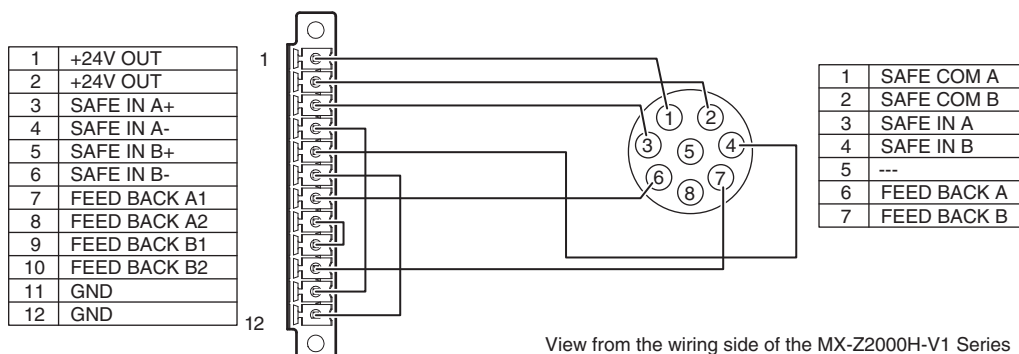 1 +24V OUT
2 +24V OUT
3 SAFE IN A+
4 SAFE IN A-
5 SAFE IN B+
6 SAFE IN B-
7 FEED BACK A1
8 FEED BACK A2
9 FEED BACK B1
10 FEED BACK B2
11 GND
12 GND
1
12
1 2
3 5 4
6 7
8
1 SAFE COM A
2 SAFE COM B
3 SAFE IN A
4 SAFE IN B
5 ---
6 FEED BACK A
7 FEED BACK B
View from the wiring side of the MX-Z2000H-V1 Series